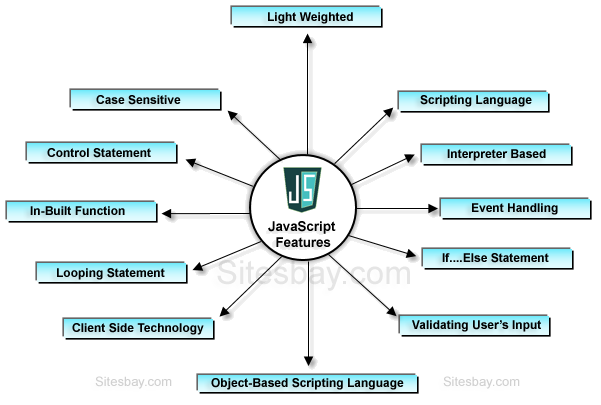 Light Weighted
Case Sensitive
Scripting Language
Control Statement
Interpreter Based
JS
In-Built Function
Event Handling
JavaScript
Features
If....Else Statement
Looping Statement
Sitesbay.com
Client Side Technology
Validating User's Input
Sitesbay.com
Object-Based Scripting Language
Sitesbay.com